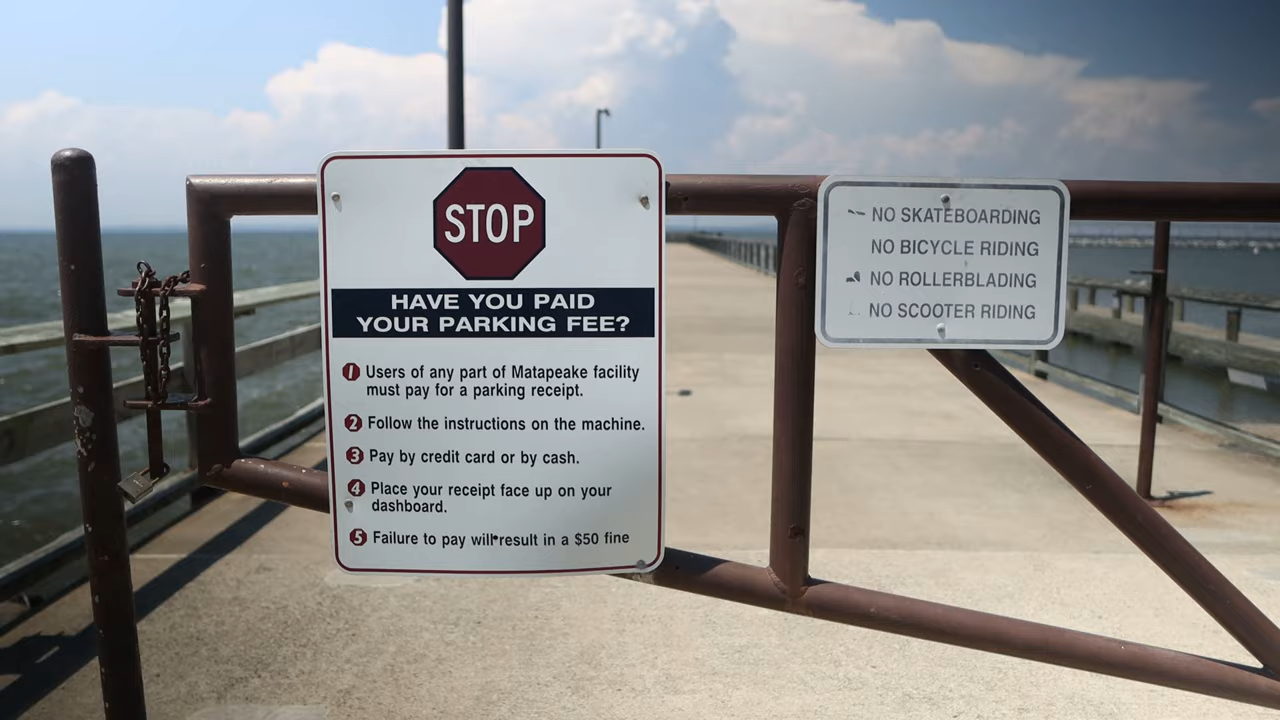 STOP
HAVE YOU PAID
YOUR PARKING FEE?
1 Users of any part of Matapeake facility
must pay for a parking receipt.
2 Follow the instructions on the machine.
3 Pay by credit card or by cash.
4 Place your receipt face up on your
dashboard.
5 Failure to pay will result in a $50 fine
NO SKATEBOARDING
NO BICYCLE RIDING
NO ROLLERBLADING
NO SCOOTER RIDING